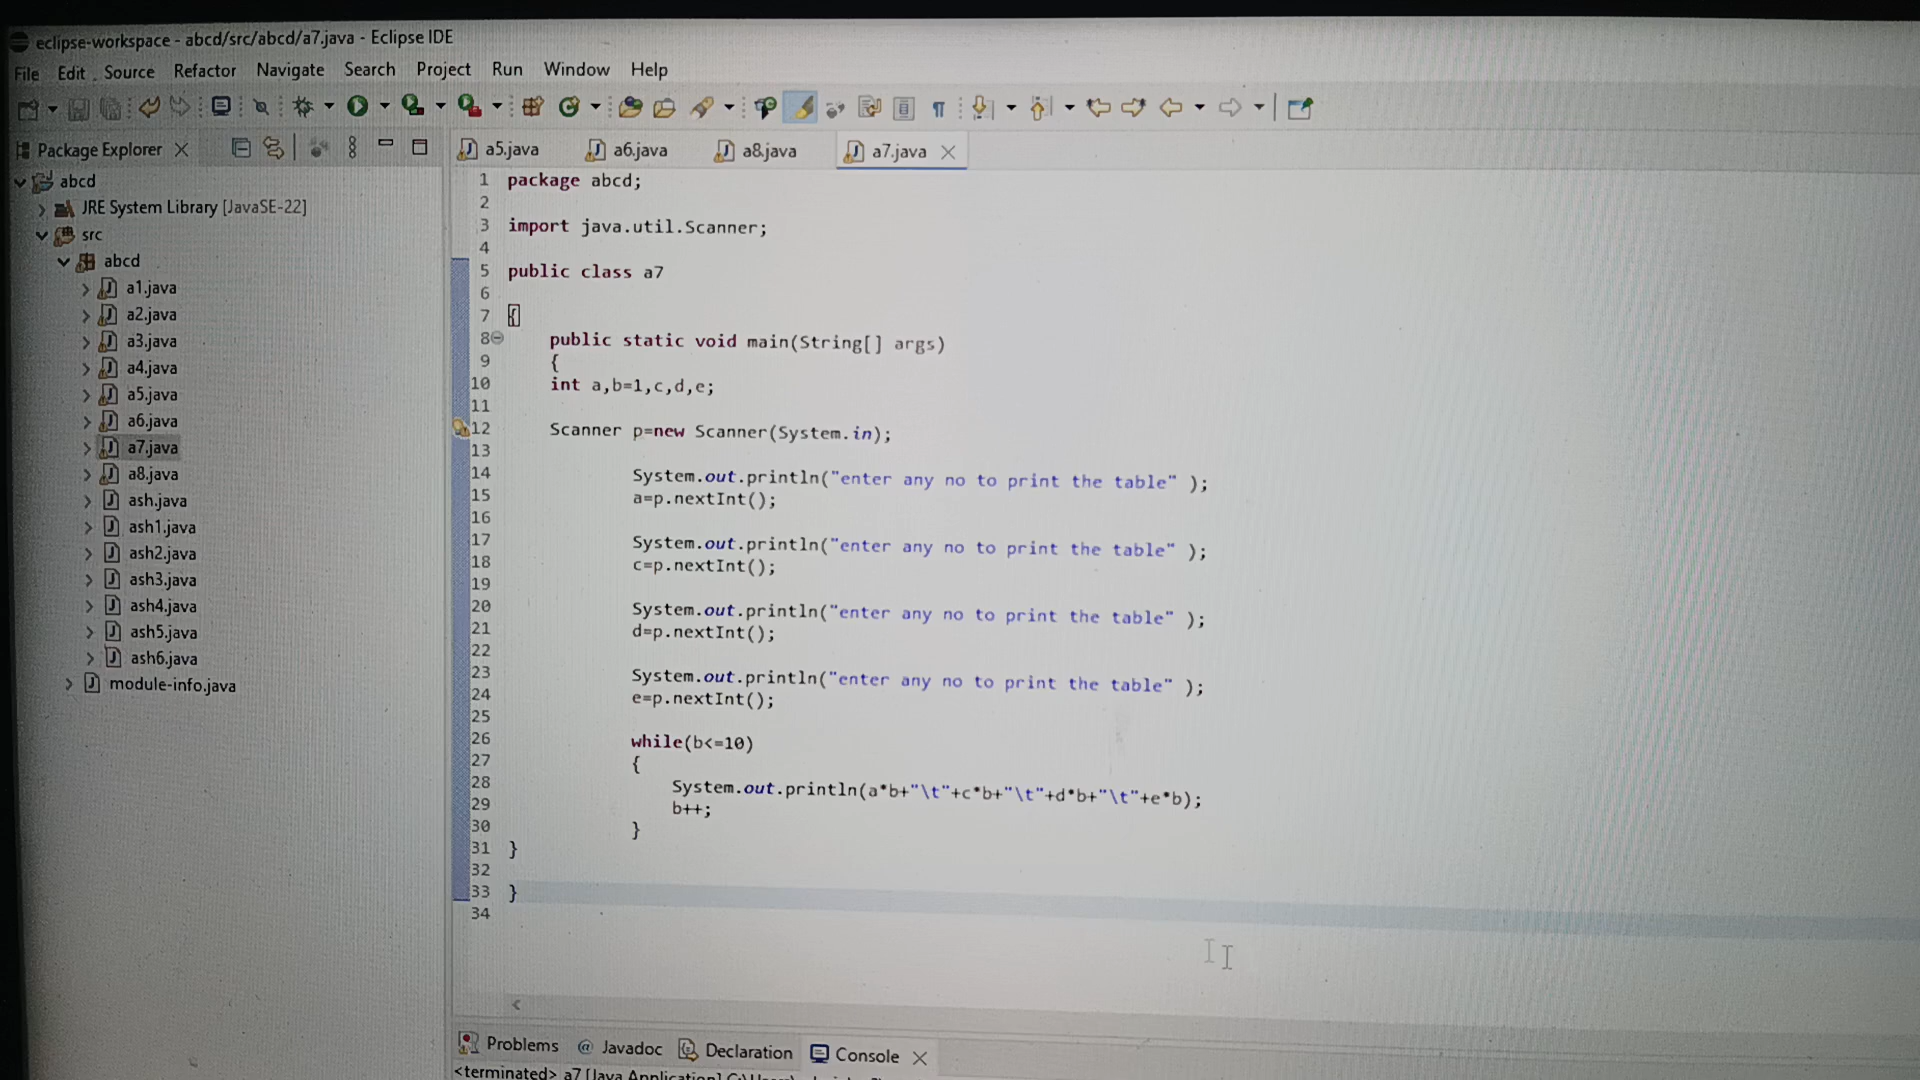 eclipse-workspace - abcd/src/abcd/a7.java - Eclipse IDE
File Edit Source Refactor Navigate Search Project Run Window Help
Package Explorer
abcd
JRE System Library [JavaSE-22]
src
abcd
a1.java
a2.java
a3.java
a4.java
a5.java
a6.java
a7.java
a8.java
ash.java
ash1.java
ash2.java
ash3.java
ash4.java
ash5.java
ash6.java
module-info.java
a5.java a6.java a8.java a7.java
1 package abcd;
2
3 import java.util.Scanner;
4
5 public class a7
6
7 {
8 public static void main(String[] args)
9 {
10 int a,b=1,c,d,e;
11
12 Scanner p=new Scanner(System.in);
13
14 System.out.println("enter any no to print the table" );
15 a=p.nextInt();
16
17 System.out.println("enter any no to print the table" );
18 c=p.nextInt();
19
20 System.out.println("enter any no to print the table" );
21 d=p.nextInt();
22
23 System.out.println("enter any no to print the table" );
24 e=p.nextInt();
25
26 while(b<=10)
27 {
28 System.out.println(a*b+"\t"+c*b+"\t"+d*b+"\t"+e*b);
29 b++;
30 }
31 }
32
33 }
34
Problems @ Javadoc Declaration Console
<terminated> a7 [Java Application]